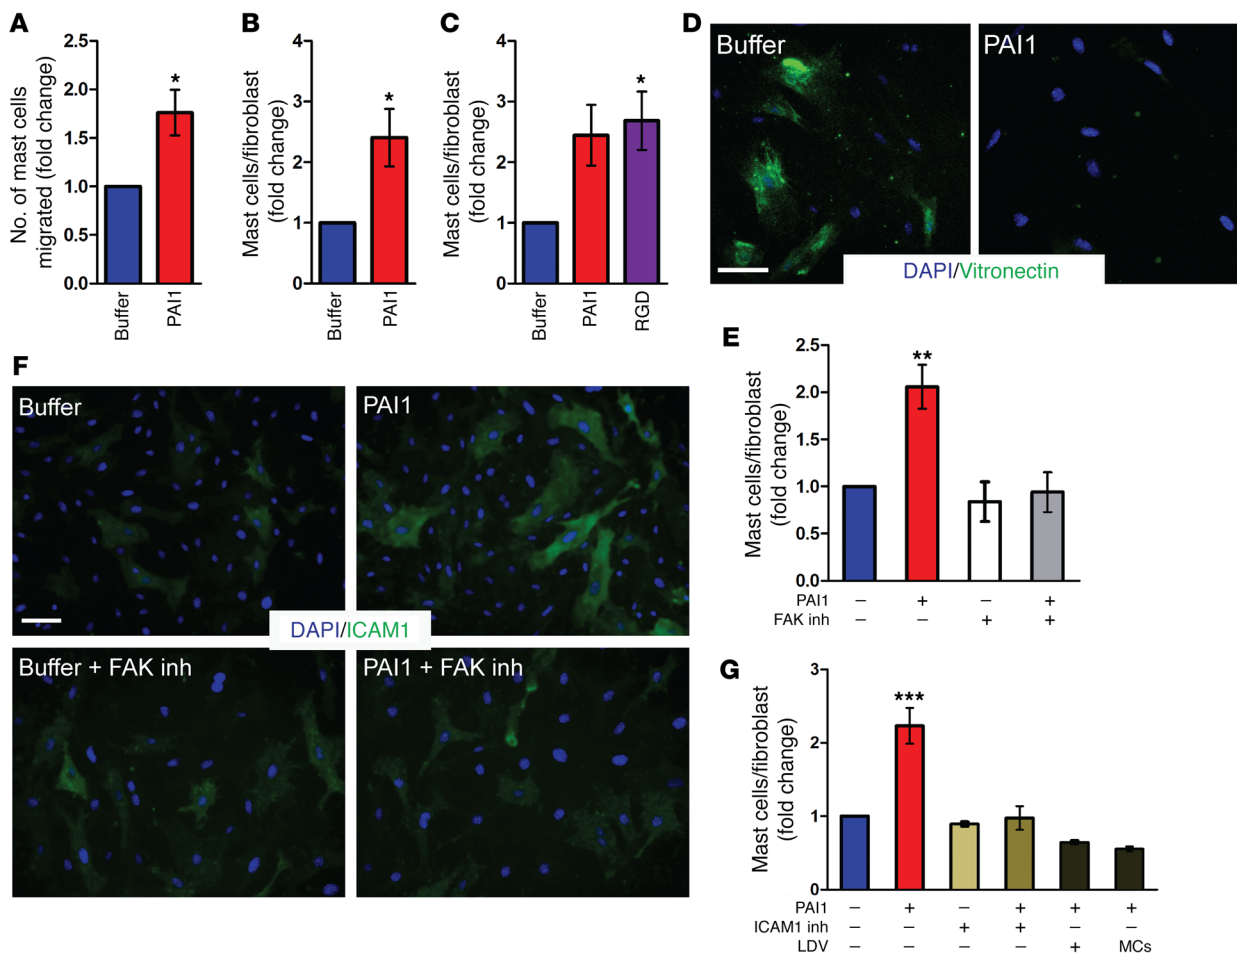 A
No. of mast cells
migrated (fold change)
2.5
2.0
1.5
1.0
0.5
0.0
*
Buffer
PAI1
B
Mast cells/fibroblast
(fold change)
4
3
2
1
0
*
Buffer
PAI1
C
Mast cells/fibroblast
(fold change)
4
3
2
1
0
*
Buffer
PAI1
RGD
D
Buffer
PAI1
DAPI/Vitronectin
E
Mast cells/fibroblast
(fold change)
2.5
2.0
1.5
1.0
0.5
0.0
**
PAI1 – + – +
FAK inh – – + +
F
Buffer
PAI1
DAPI/ICAM1
Buffer + FAK inh
PAI1 + FAK inh
G
Mast cells/fibroblast
(fold change)
3
2
1
0
***
PAI1 – + – + + +
ICAM1 inh – – + + – –
LDV – – – – + MCs